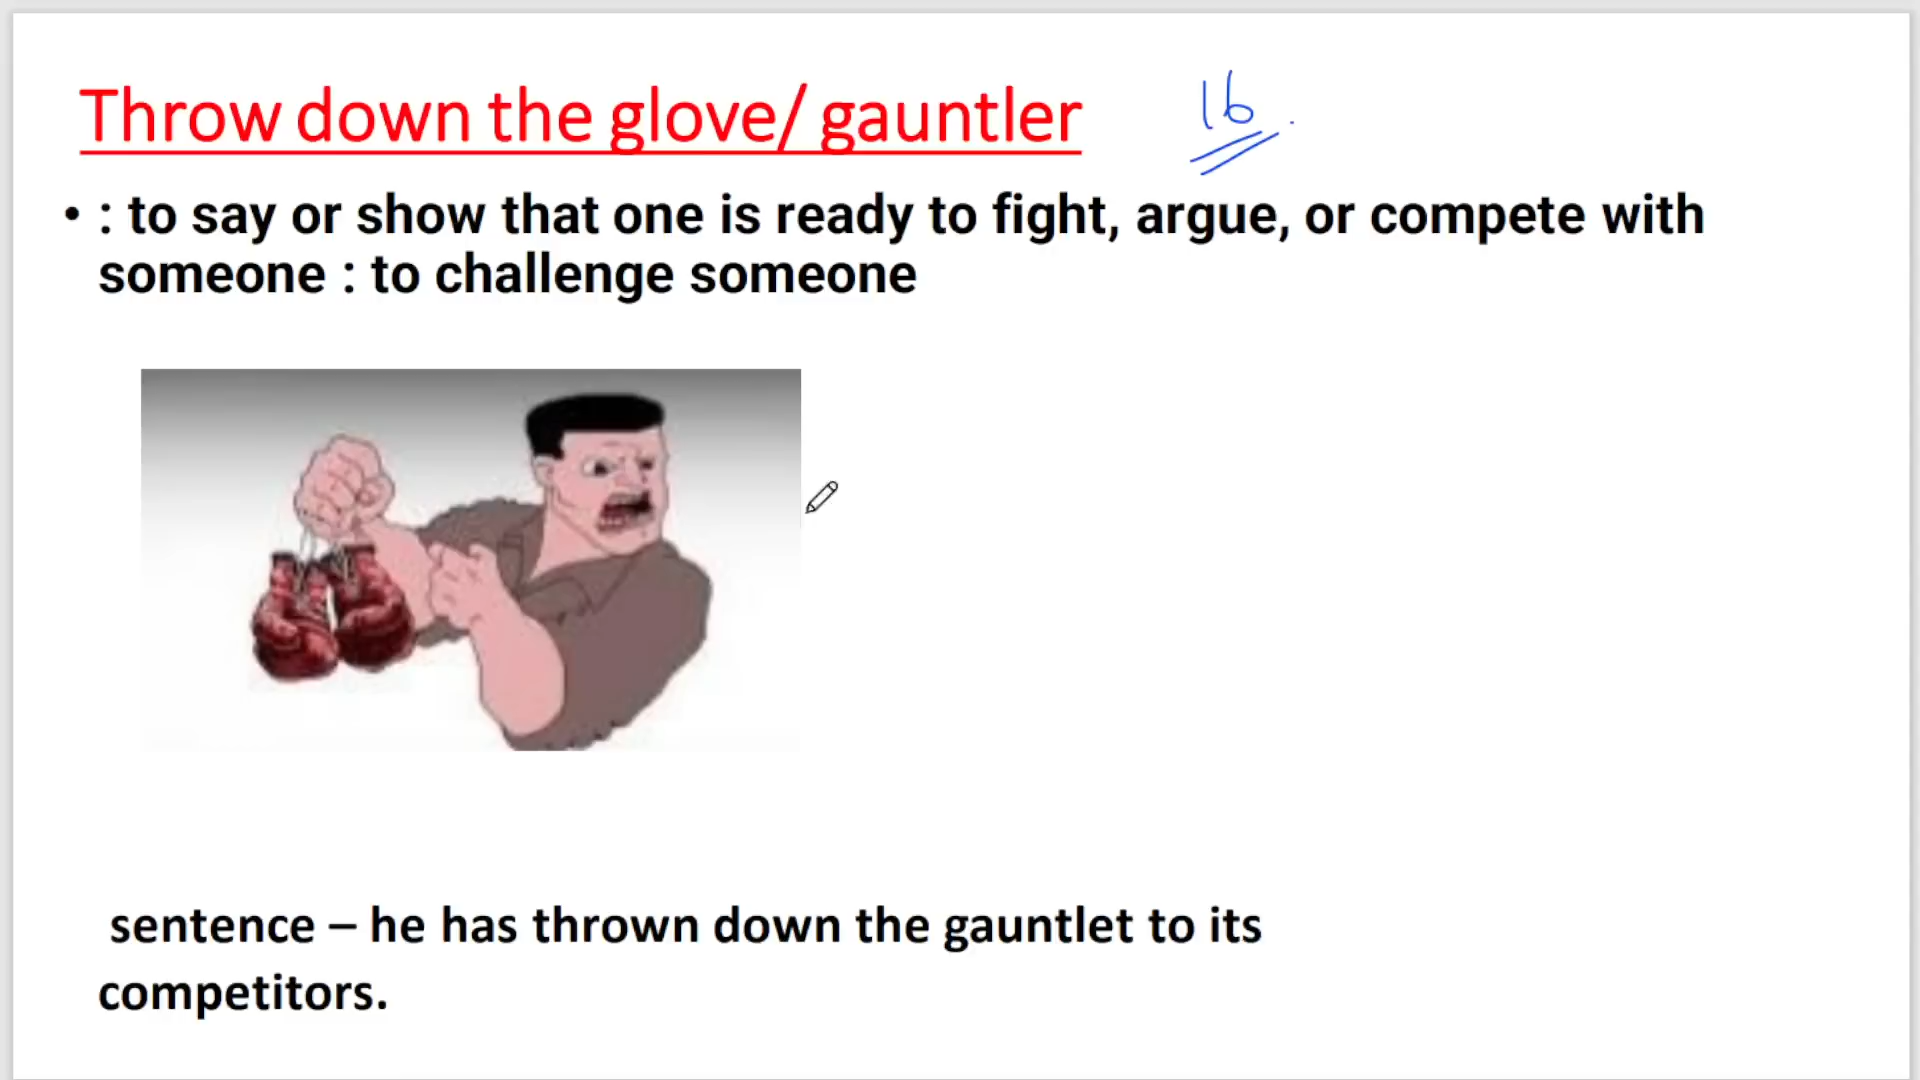 Throw down the glove/ gauntler
16.
• : to say or show that one is ready to fight, argue, or compete with
someone : to challenge someone
sentence – he has thrown down the gauntlet to its
competitors.